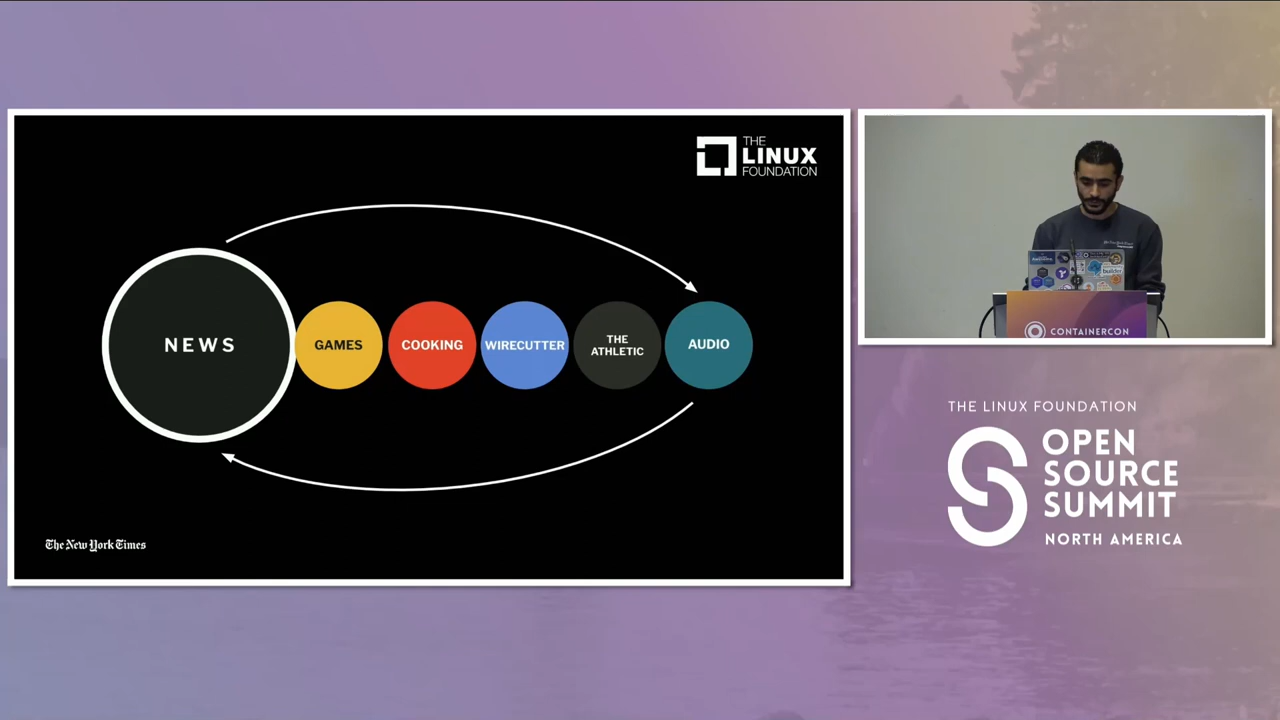 THE
LINUX
FOUNDATION
NEWS
GAMES
COOKING
WIRECUTTER
THE
ATHLETIC
AUDIO
The New York Times
CONTAINERCON
THE LINUX FOUNDATION
OPEN
SOURCE
SUMMIT
NORTH AMERICA